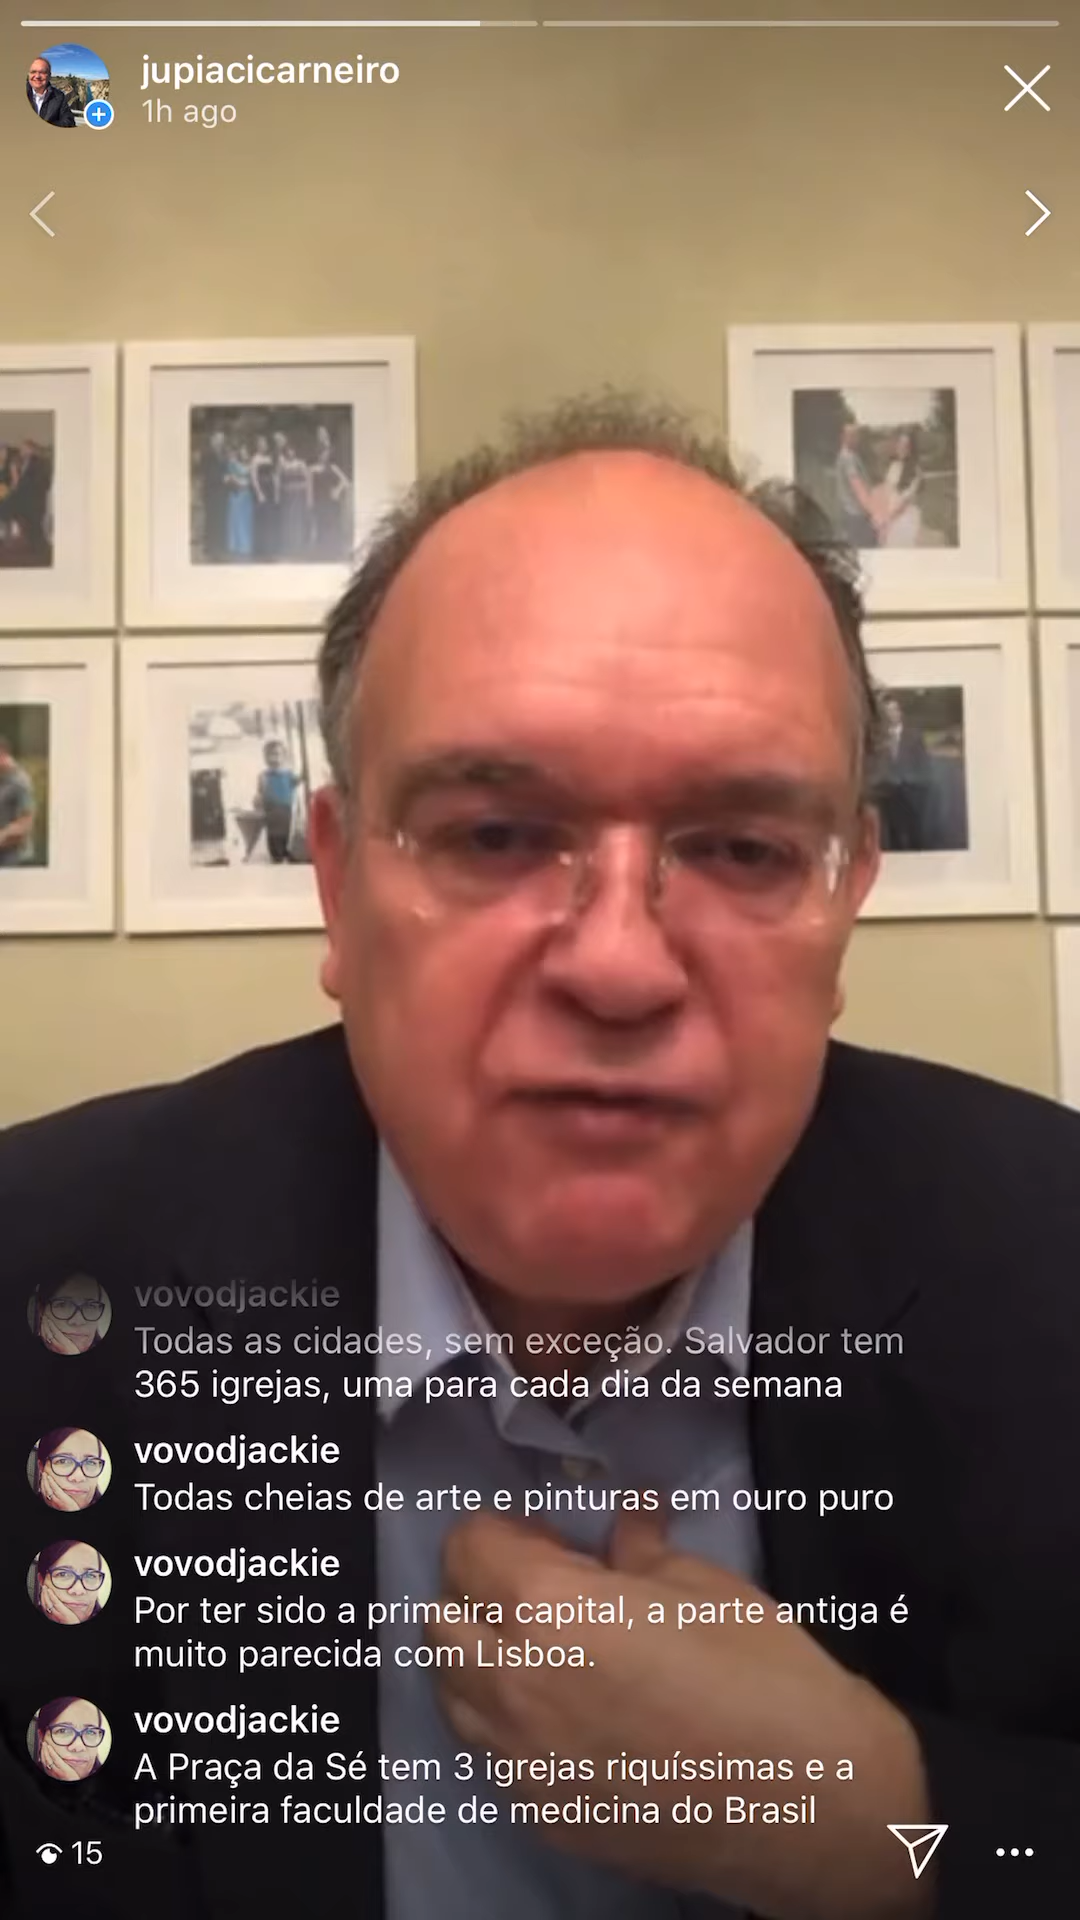 jupiacicarneiro
1h ago
vovodjackie
Todas as cidades, sem exceção. Salvador tem
365 igrejas, uma para cada dia da semana
vovodjackie
Todas cheias de arte e pinturas em ouro puro
vovodjackie
Por ter sido a primeira capital, a parte antiga é
muito parecida com Lisboa.
vovodjackie
A Praça da Sé tem 3 igrejas riquíssimas e a
primeira faculdade de medicina do Brasil
15